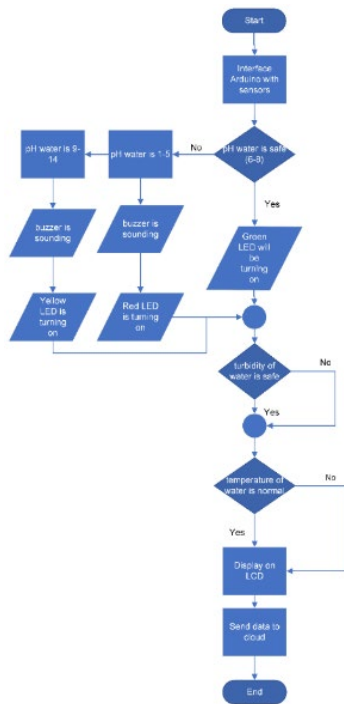 Start
Interface
Arduino with
sensors
pH water is safe
(6-8)
No
pH water is 1-5
pH water is 9-
14
Yes
buzzer is
sounding
buzzer is
sounding
Green
LED will
be
turning
on
Yellow
LED is
turning
on
Red LED
is turning
on
turbidity of
water is safe
No
Yes
temperature of
water is normal
No
Yes
Display on
LCD
Send data to
cloud
End